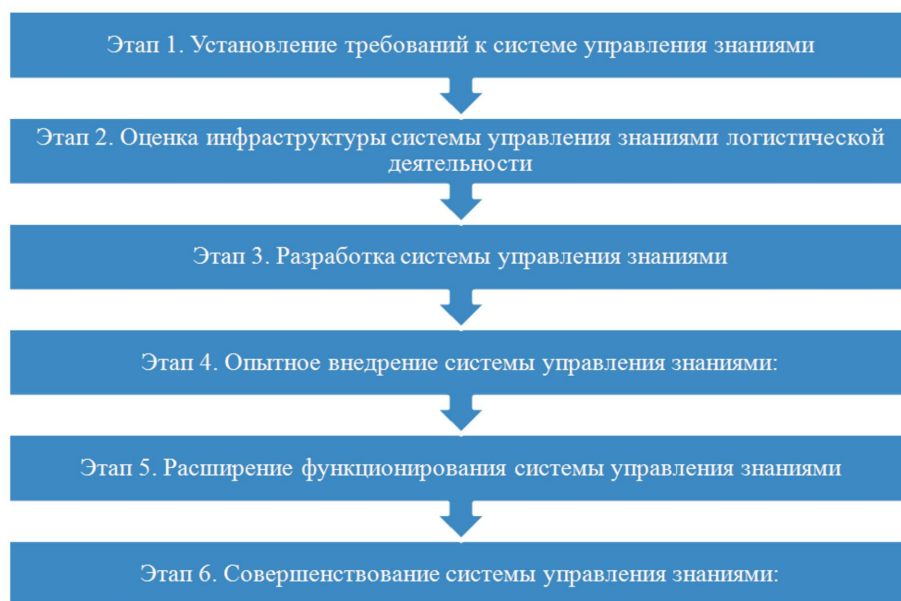 Этап 1. Установление требований к системе управления знаниями
Этап 2. Оценка инфраструктуры системы управления знаниями логистической
деятельности
Этап 3. Разработка системы управления знаниями
Этап 4. Опытное внедрение системы управления знаниями:
Этап 5. Расширение функционирования системы управления знаниями
Этап 6. Совершенствование системы управления знаниями: